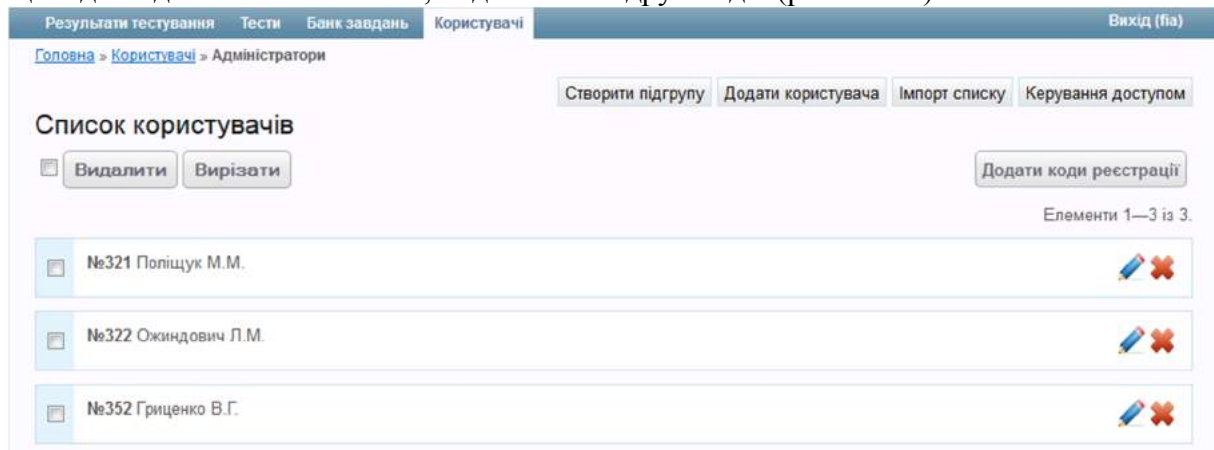 Результати тестування Тести Банк завдань Користувачі Вихід (fia)
Головна » Користувачі » Адміністратори
Створити підгрупу Додати користувача Імпорт списку Керування доступом
Список користувачів
Видалити Вирізати Додати коди реєстрації
Елементи 1—3 із 3.
№321 Поліщук М.М.
№322 Ожиндович Л.М.
№352 Гриценко В.Г.